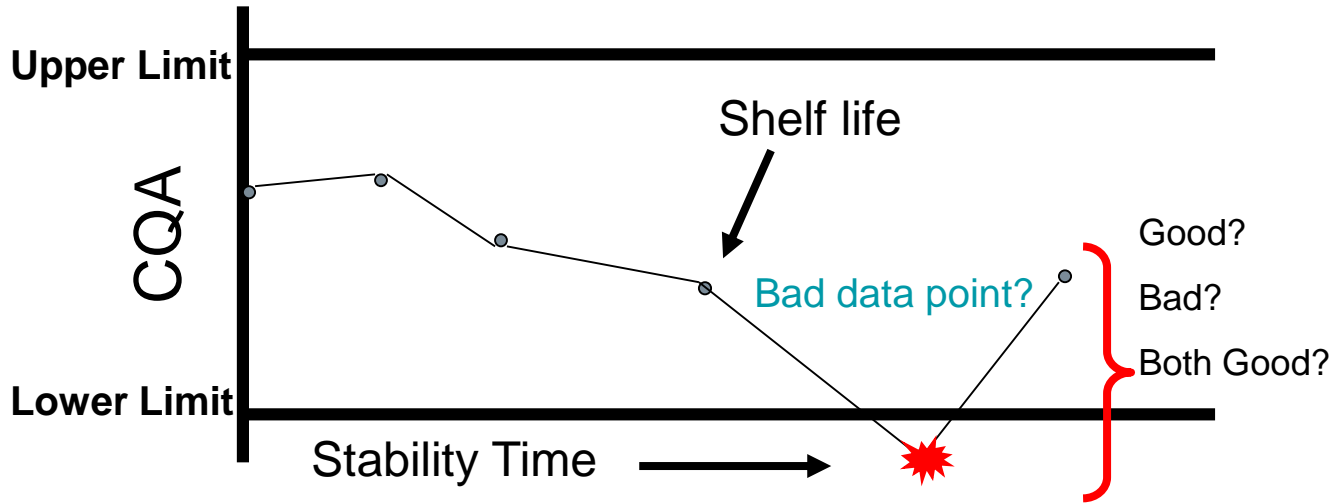 Upper Limit
Shelf life
CQA
Good?
Bad data point?
Bad?
Both Good?
Lower Limit
Stability Time